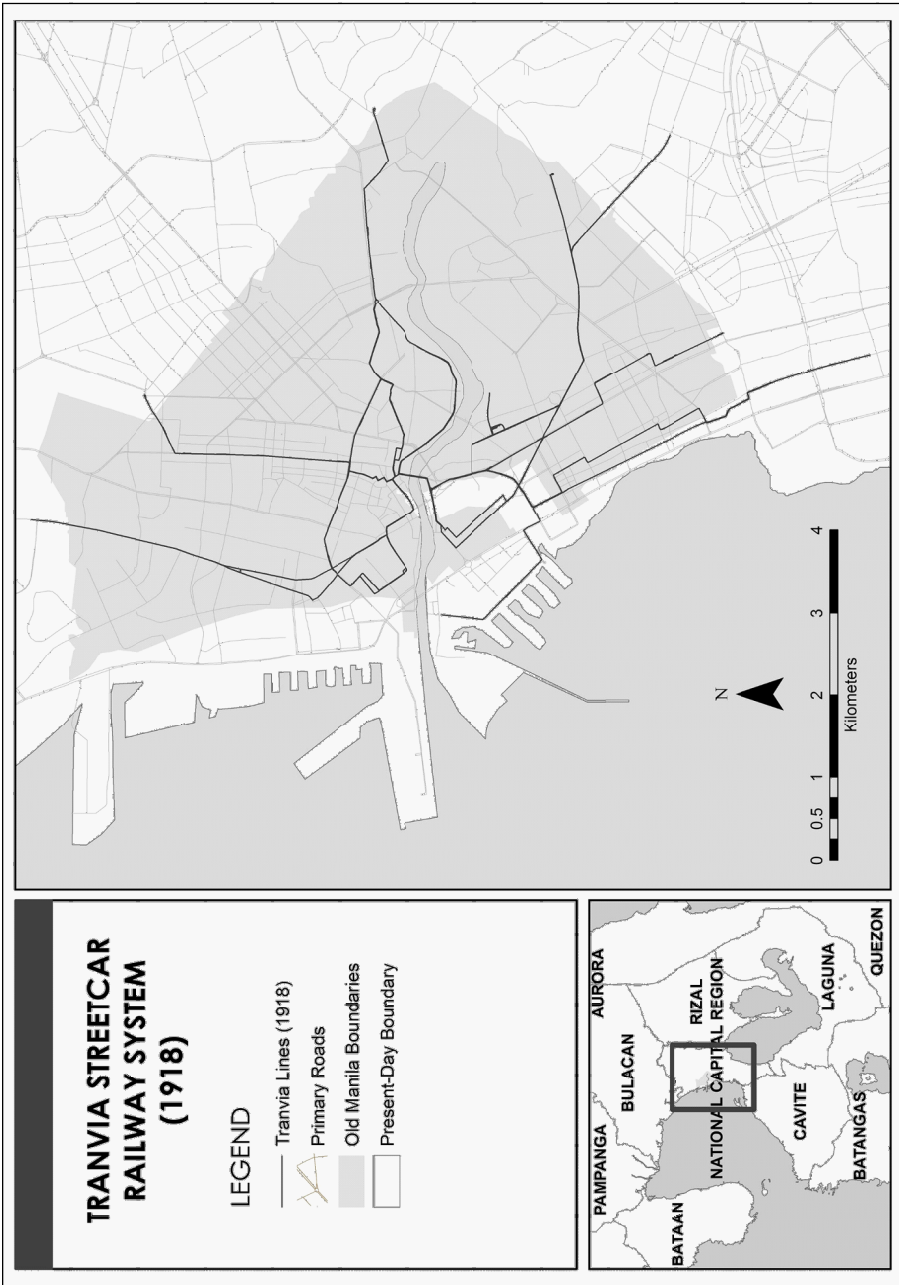 TRANVIA STREETCAR
RAILWAY SYSTEM
(1918)
LEGEND
Tranvia Lines (1918)
Primary Roads
Old Manila Boundaries
Present-Day Boundary
PAMPANGA
BULACAN
AURORA
BATAAN
RIZAL
NATIONAL CAPITAL REGION
CAVITE
LAGUNA
BATANGAS
QUEZON
N
0 0.5 1 2 3 4
Kilometers